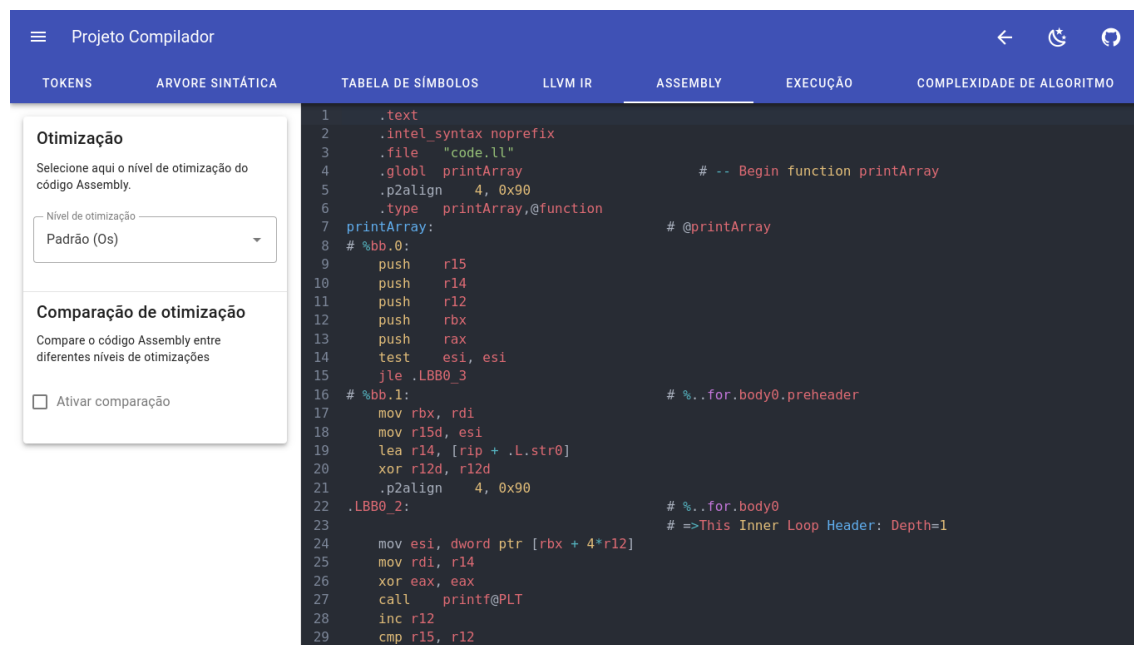 Projeto Compilador
TOKENS ARVORE SINTÁTICA TABELA DE SÍMBOLOS LLVM IR ASSEMBLY EXECUÇÃO COMPLEXIDADE DE ALGORITMO
Otimização
Selecione aqui o nível de otimização do
código Assembly.
Nível de otimização
Padrão (Os)
Comparação de otimização
Compare o código Assembly entre
diferentes níveis de otimizações
Ativar comparação
1 .text
2 .intel_syntax noprefix
3 .file "code.ll"
4 .globl printArray # -- Begin function printArray
5 .p2align 4, 0x90
6 .type printArray,@function
7 printArray: # @printArray
8 # %bb.0:
9 push r15
10 push r14
11 push r12
12 push rbx
13 push rax
14 test esi, esi
15 jle .LBB0_3
16 # %bb.1: # %..for.body0.preheader
17 mov rbx, rdi
18 mov r15d, esi
19 lea r14, [rip + .L.str0]
20 xor r12d, r12d
21 .p2align 4, 0x90
22 .LBB0_2: # %..for.body0
23 # =>This Inner Loop Header: Depth=1
24 mov esi, dword ptr [rbx + 4*r12]
25 mov rdi, r14
26 xor eax, eax
27 call printf@PLT
28 inc r12
29 cmp r15, r12